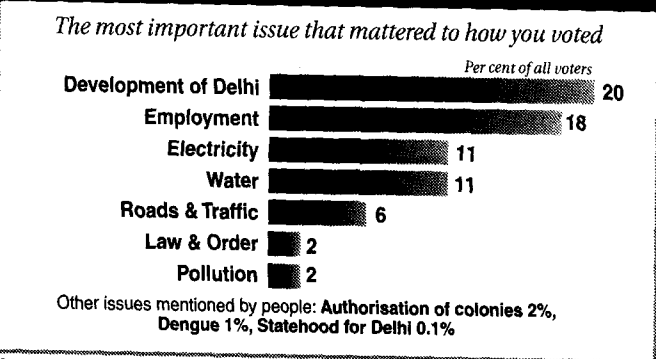 The most important issue that mattered to how you voted
Per cent of all voters
Development of Delhi 20
Employment 18
Electricity 11
Water 11
Roads & Traffic 6
Law & Order 2
Pollution 2
Other issues mentioned by people: Authorisation of colonies 2%,
Dengue 1%, Statehood for Delhi 0.1%